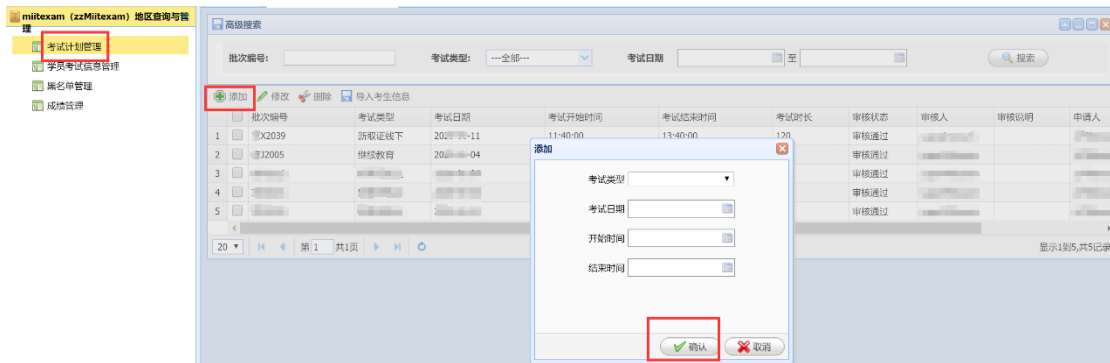 miitexam（zzMiitexam）地区查询与管
理
考试计划管理
学员考试信息管理
黑名单管理
成绩管理
高级搜索
批次编号: 考试类型: ---全部--- 考试日期 至 搜索
添加 修改 删除 导入考生信息
批次编号 考试类型 考试日期 考试开始时间 考试结束时间 考试时长 审核状态 审核人 审核说明 申请人
1 X2039 新取证线下 -11 11:40:00 13:40:00 120 审核通过
2 J2005 继续教育 -04 审核通过
3 审核通过
4 审核通过
5 审核通过
20 第 1 共1页 显示1到5,共5记录
添加
考试类型
考试日期
开始时间
结束时间
确认 取消